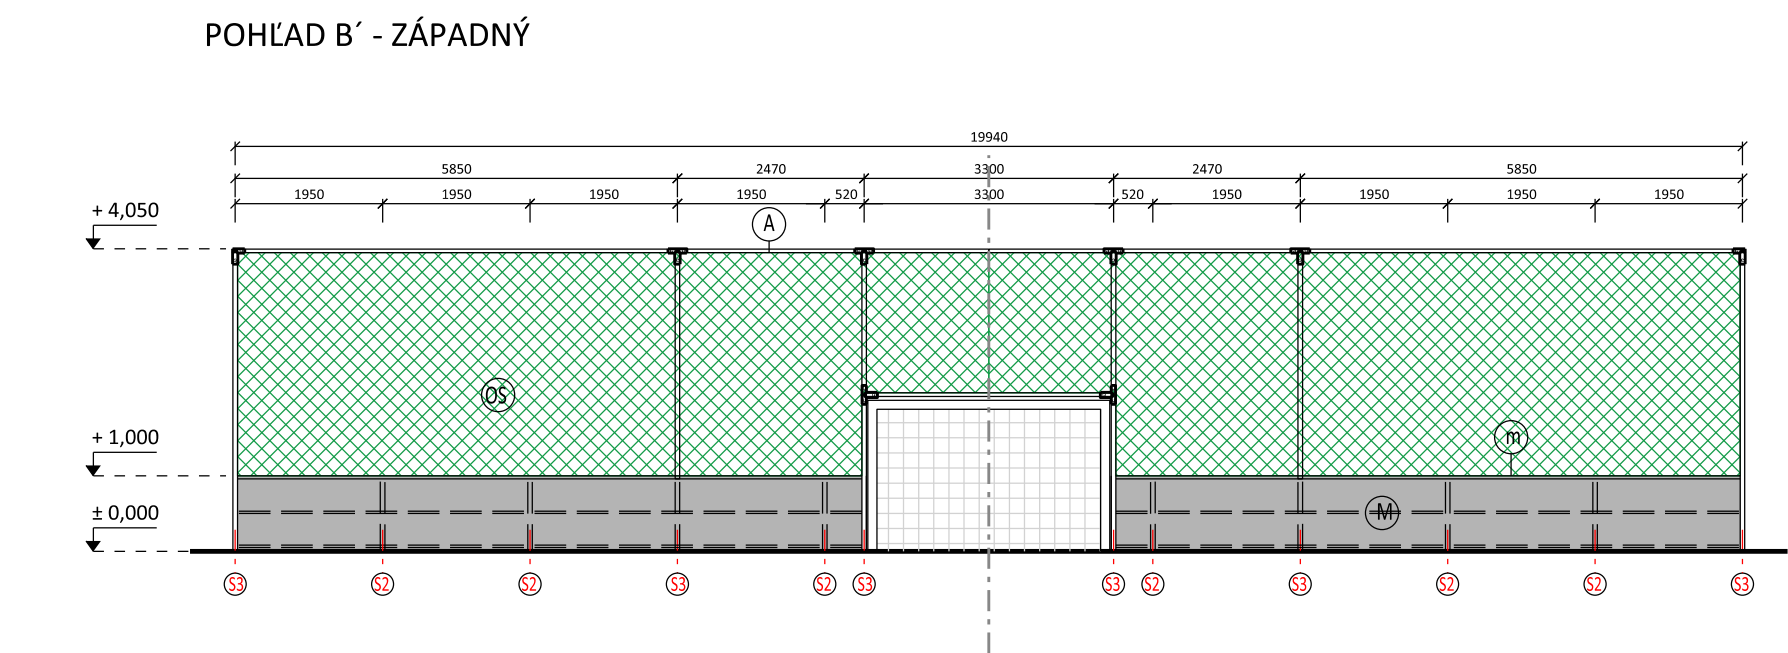 POHĽAD B´ - ZÁPADNÝ
19940
5850 2470 3300 2470 5850
1950 1950 1950 1950 520 3300 520 1950 1950 1950 1950
+ 4,050
A
OS
+ 1,000
m
± 0,000
M
S3 S2 S2 S3 S2 S3 S3 S2 S3 S2 S2 S3